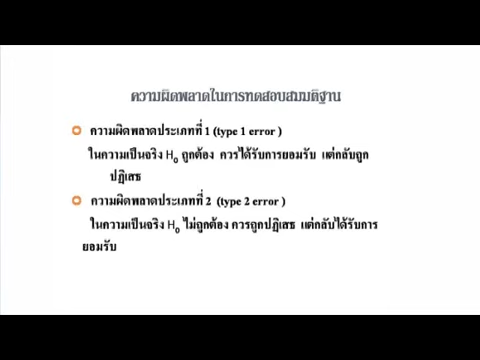 ความผิดพลาดในการทดสอบสมมติฐาน
ความผิดพลาดประเภทที่ 1 (type 1 error )
ในความเป็นจริง H0 ถูกต้อง ควรได้รับการยอมรับ แต่กลับถูก
ปฏิเสธ
ความผิดพลาดประเภทที่ 2 (type 2 error )
ในความเป็นจริง H0 ไม่ถูกต้อง ควรถูกปฏิเสธ แต่กลับได้รับการ
ยอมรับ